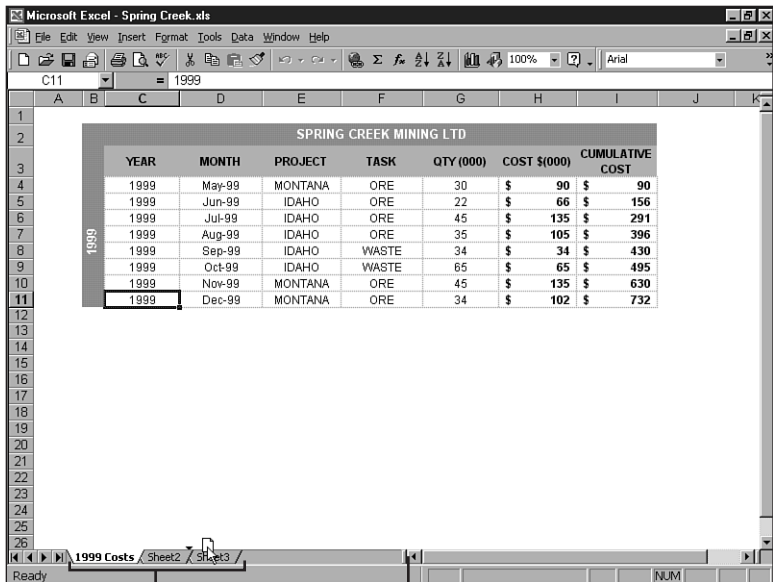 Microsoft Excel - Spring Creek.xls
File Edit View Insert Format Tools Data Window Help
ABC Σ fx A Z Z A 100% ? Arial
C11 = 1999
A B C D E F G H I J K
1
2 SPRING CREEK MINING LTD
3 YEAR MONTH PROJECT TASK QTY (000) COST $(000) CUMULATIVE COST
4 1999 May-99 MONTANA ORE 30 $ 90 $ 90
5 1999 Jun-99 IDAHO ORE 22 $ 66 $ 156
6 1999 Jul-99 IDAHO ORE 45 $ 135 $ 291
7 1999 Aug-99 IDAHO ORE 35 $ 105 $ 396
8 1999 1999 Sep-99 IDAHO WASTE 34 $ 34 $ 430
9 1999 Oct-99 IDAHO WASTE 65 $ 65 $ 495
10 1999 Nov-99 MONTANA ORE 45 $ 135 $ 630
11 1999 Dec-99 MONTANA ORE 34 $ 102 $ 732
12
13
14
15
16
17
18
19
20
21
22
23
24
25
26
1999 Costs Sheet2 Sheet3
Ready NUM